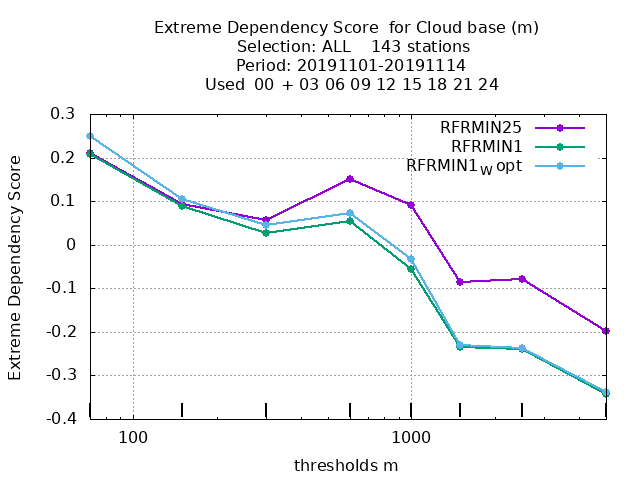 Extreme Dependency Score  for Cloud base (m)
Selection: ALL    143 stations
Period: 20191101-20191114
Used  00 + 03 06 09 12 15 18 21 24
0.3
0.2
0.1
0
-0.1
-0.2
-0.3
-0.4
Extreme Dependency Score
RFRMIN25
RFRMIN1
RFRMIN1W opt
100
1000
thresholds m